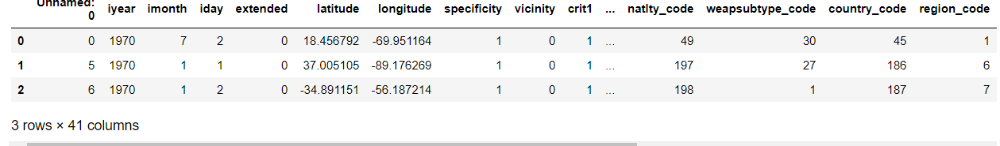 Unnamed: 0 iyear imonth iday extended latitude longitude specificity vicinity crit1 ... natlty_code weapsubtype_code country_code region_code
0 0 1970 7 2 0 18.456792 -69.951164 1 0 1 ... 49 30 45 1
1 5 1970 1 1 0 37.005105 -89.176269 1 0 1 ... 197 27 186 6
2 6 1970 1 2 0 -34.891151 -56.187214 1 0 1 ... 198 1 187 7
3 rows × 41 columns